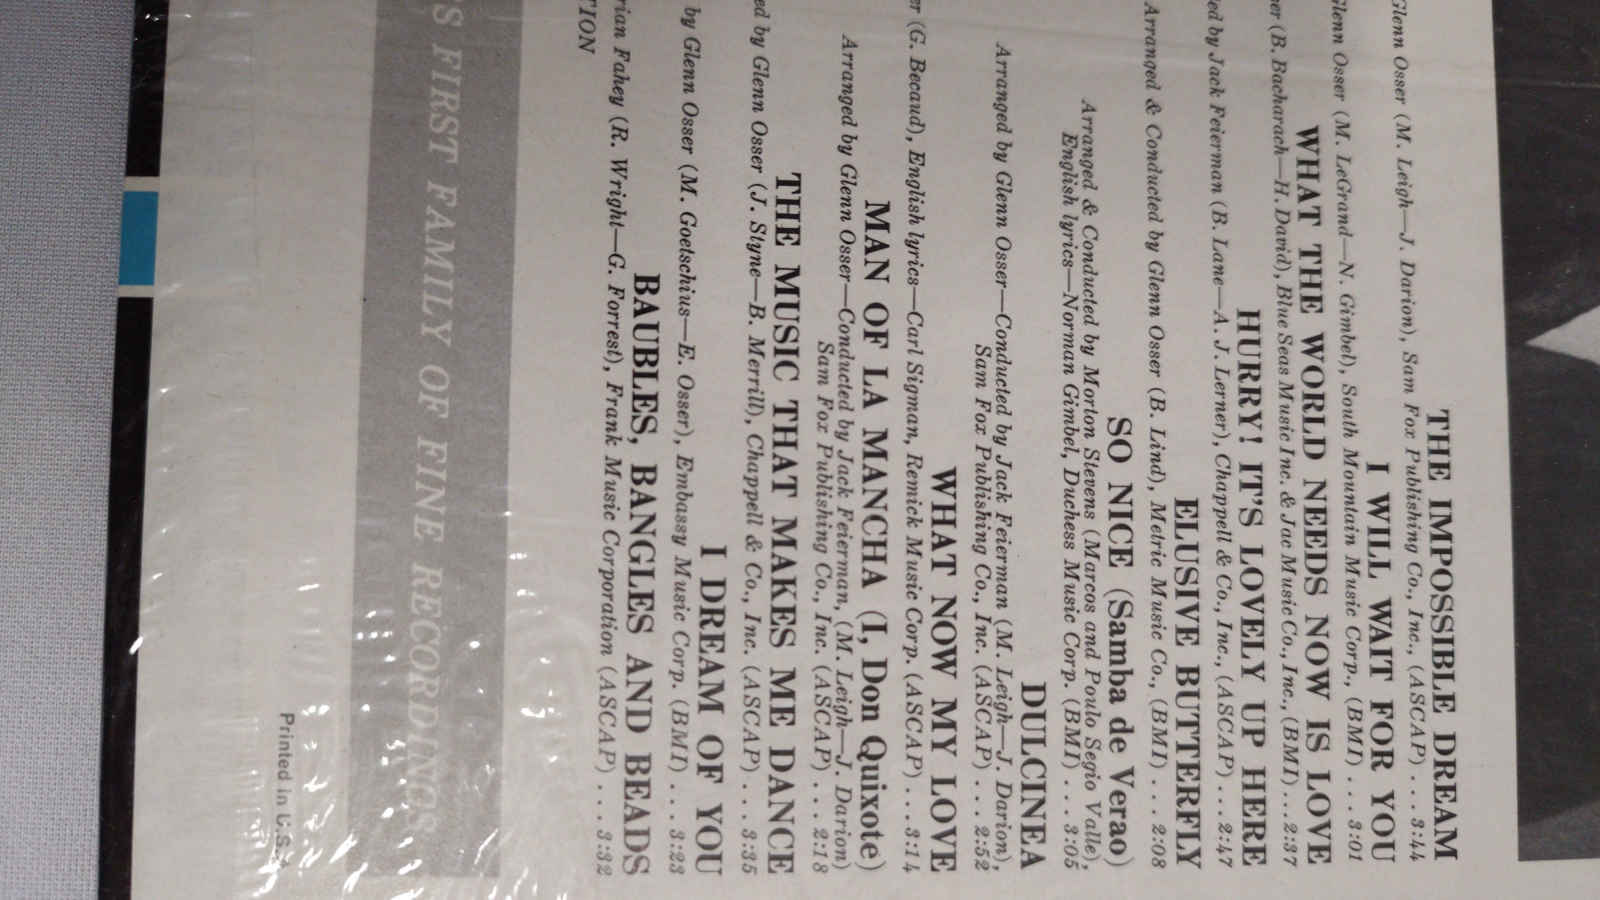 THE IMPOSSIBLE DREAM
Glenn Osser (M. Leigh—J. Darion), Sam Fox Publishing Co., Inc., (ASCAP) . . . 3:44
I WILL WAIT FOR YOU
Glenn Osser (M. LeGrand—N. Gimbel), South Mountain Music Corp., (BMI) . . . 3:01
WHAT THE WORLD NEEDS NOW IS LOVE
er (B. Bacharach—H. David), Blue Seas Music Inc. & Jac Music Co., Inc., (BMI) . . . 2:37
HURRY! IT'S LOVELY UP HERE
ed by Jack Feierman (B. Lane—A. J. Lerner), Chappell & Co., Inc., (ASCAP) . . . 2:47
ELUSIVE BUTTERFLY
Arranged & Conducted by Glenn Osser (B. Lind), Metric Music Co., (BMI) . . . 2:08
SO NICE (Samba de Verao)
Arranged & Conducted by Morton Stevens (Marcos and Poulo Segio Valle),
English lyrics—Norman Gimbel, Duchess Music Corp. (BMI) . . . 3:05
DULCINEA
Arranged by Glenn Osser—Conducted by Jack Feierman (M. Leigh—J. Darion),
Sam Fox Publishing Co., Inc. (ASCAP) . . . 2:52
WHAT NOW MY LOVE
er (G. Becaud), English lyrics—Carl Sigman, Remick Music Corp. (ASCAP) . . . 3:14
MAN OF LA MANCHA (I, Don Quixote)
Arranged by Glenn Osser—Conducted by Jack Feierman, (M. Leigh—J. Darion)
Sam Fox Publishing Co., Inc. (ASCAP) . . . 2:18
THE MUSIC THAT MAKES ME DANCE
ed by Glenn Osser (J. Styne—B. Merrill), Chappell & Co., Inc. (ASCAP) . . . 3:35
I DREAM OF YOU
by Glenn Osser (M. Goetschius—E. Osser), Embassy Music Corp. (BMI) . . . 3:23
BAUBLES, BANGLES AND BEADS
rian Fahey (R. Wright—G. Forrest), Frank Music Corporation (ASCAP) . . . 3:32
TION
'S FIRST FAMILY OF FINE RECORDINGS
Printed in U.S.A.